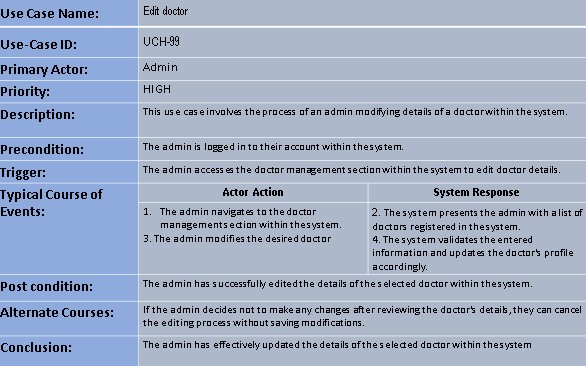 Use Case Name: Edit doctor
Use-Case ID: UCH-99
Primary Actor: Admin
Priority: HIGH
Description: This use case involves the process of an admin modifying details of a doctor within the system.
Precondition: The admin is logged in to their account within the system.
Trigger: The admin accesses the doctor management section within the system to edit doctor details.
Typical Course of
Events:
Actor Action
1. The admin navigates to the doctor
management section within the system.
3. The admin modifies the desired doctor
System Response
2. The system presents the admin with a list of
doctors registered in the system.
4. The system validates the entered
information and updates the doctor's profile
accordingly.
Post condition: The admin has successfully edited the details of the selected doctor within the system.
Alternate Courses: If the admin decides not to make any changes after reviewing the doctor's details, they can cancel
the editing process without saving modifications.
Conclusion: The admin has effectively updated the details of the selected doctor within the system